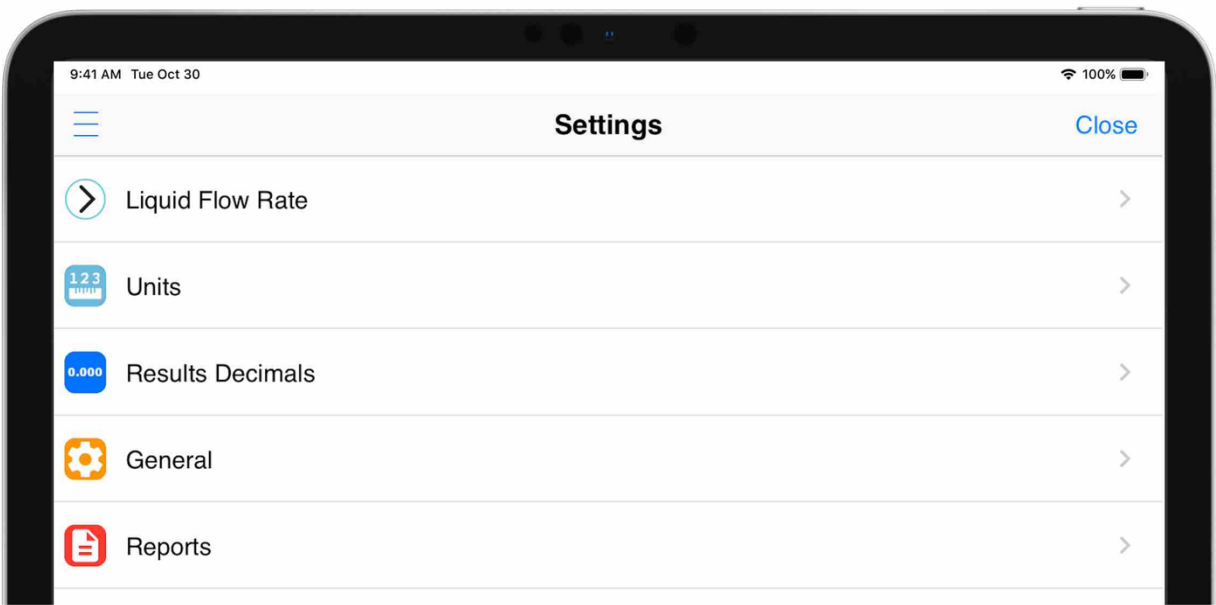 9:41 AM Tue Oct 30 100%
Settings Close
Liquid Flow Rate
123
Units
0.000
Results Decimals
General
Reports